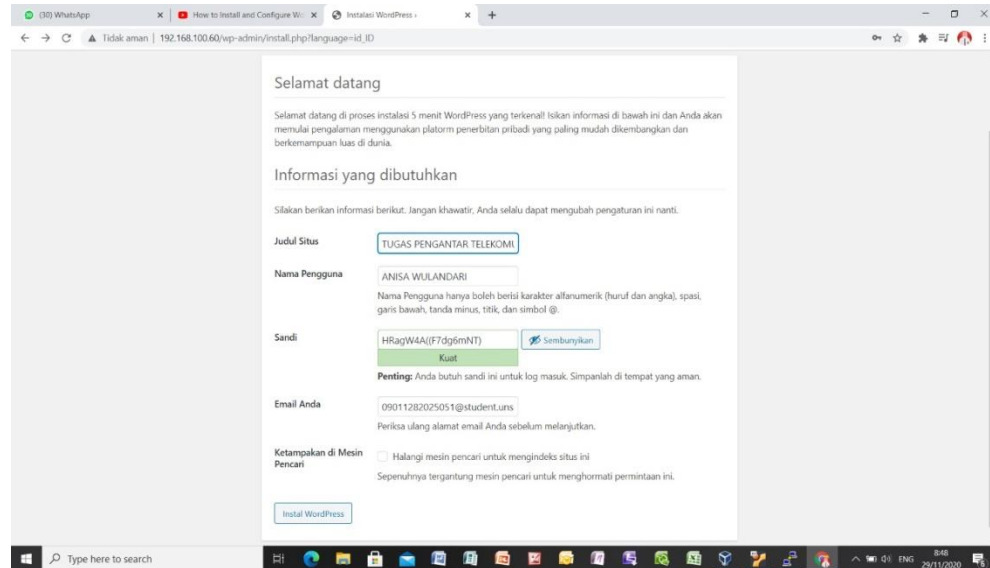 (30) WhatsApp
How to Install and Configure Wo
Instalasi WordPress ‹
Tidak aman | 192.168.100.60/wp-admin/install.php?language=id_ID
Selamat datang
Selamat datang di proses instalasi 5 menit WordPress yang terkenal! Isikan informasi di bawah ini dan Anda akan
memulai pengalaman menggunakan platorm penerbitan pribadi yang paling mudah dikembangkan dan
berkemampuan luas di dunia.
Informasi yang dibutuhkan
Silakan berikan informasi berikut. Jangan khawatir, Anda selalu dapat mengubah pengaturan ini nanti.
Judul Situs
TUGAS PENGANTAR TELEKOMU
Nama Pengguna
ANISA WULANDARI
Nama Pengguna hanya boleh berisi karakter alfanumerik (huruf dan angka), spasi,
garis bawah, tanda minus, titik, dan simbol @.
Sandi
HRagW4A((F7dg6mNT)
Sembunyikan
Kuat
Penting: Anda butuh sandi ini untuk log masuk. Simpanlah di tempat yang aman.
Email Anda
09011282025051@student.uns
Periksa ulang alamat email Anda sebelum melanjutkan.
Ketampakan di Mesin
Pencari
Halangi mesin pencari untuk mengindeks situs ini
Sepenuhnya tergantung mesin pencari untuk menghormati permintaan ini.
Instal WordPress
Type here to search
ENG
8:48
29/11/2020